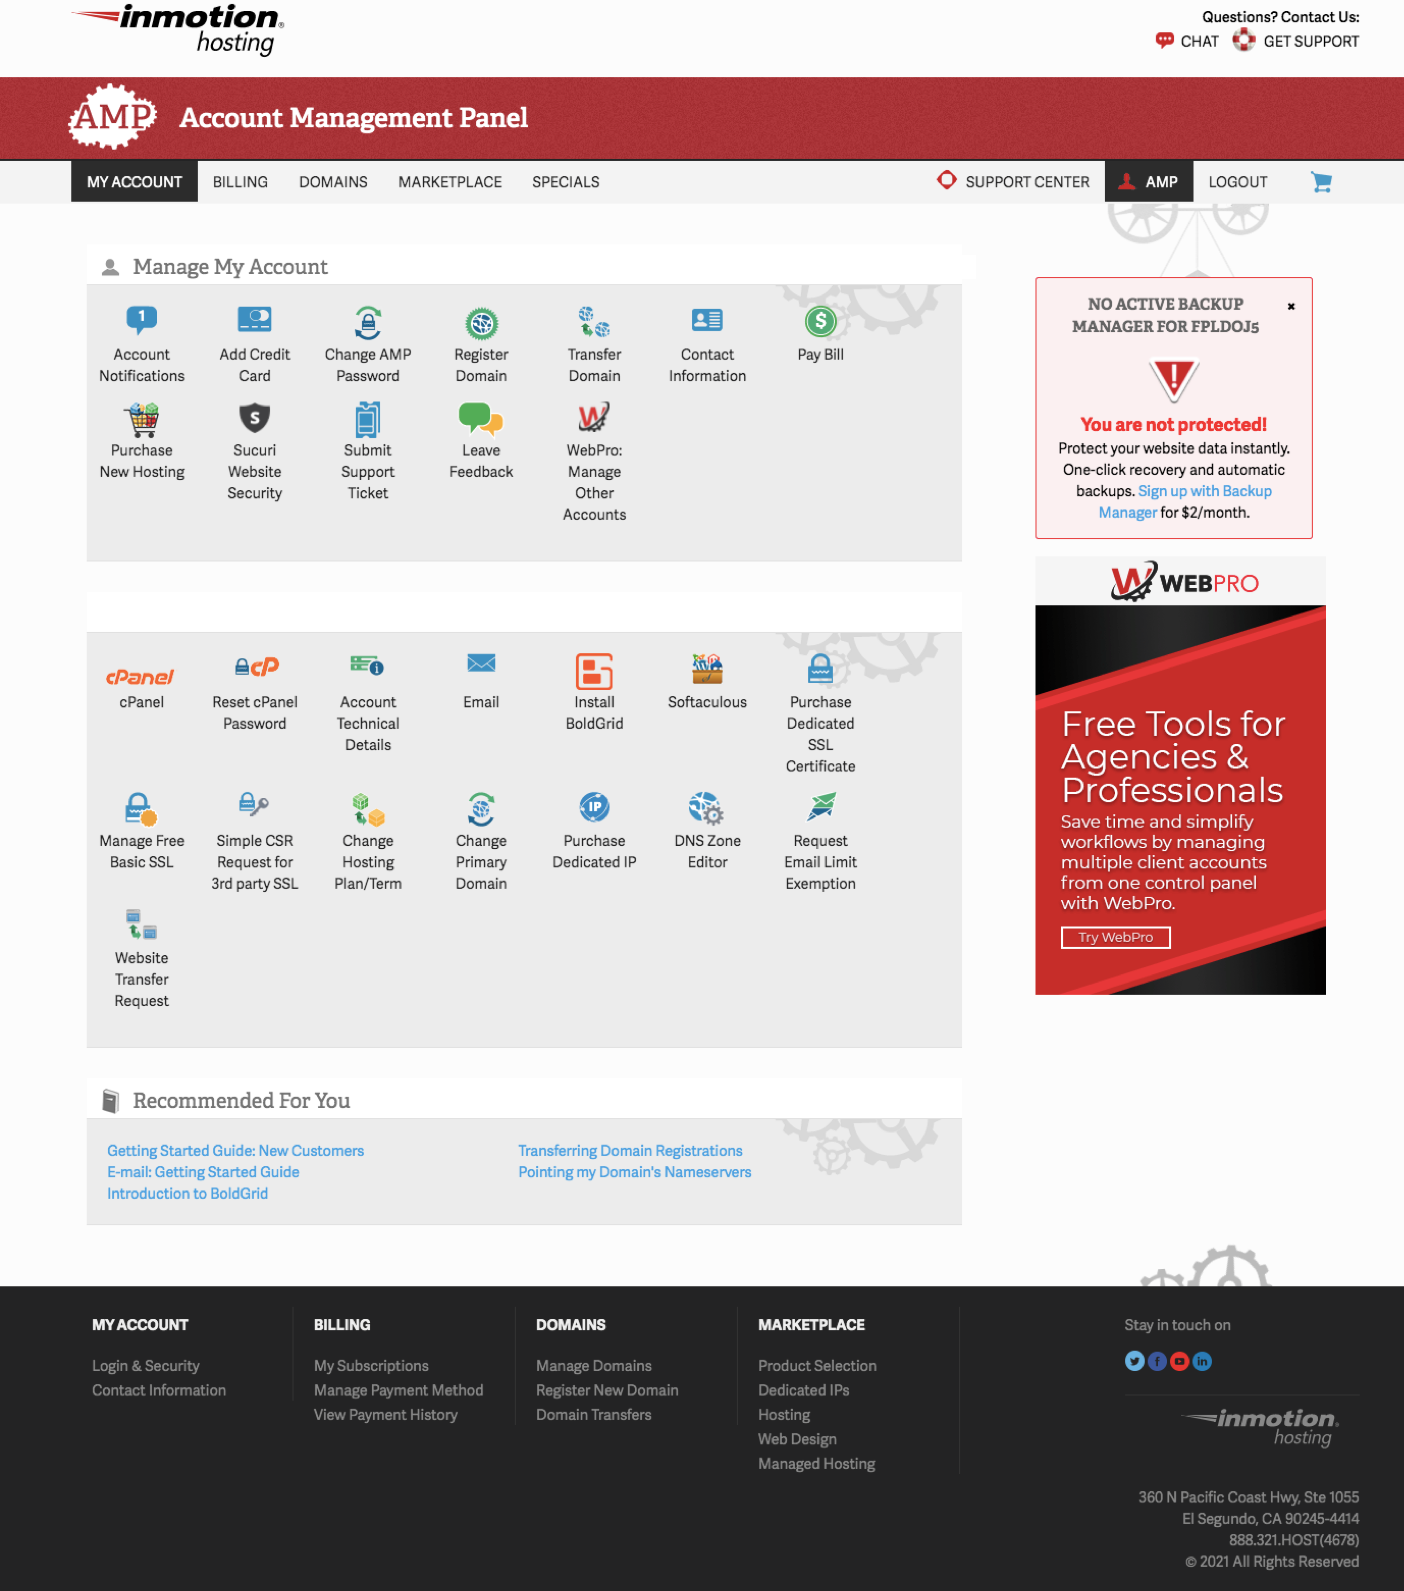 inmotion®
hosting
Questions? Contact Us:
CHAT GET SUPPORT
AMP Account Management Panel
MY ACCOUNT BILLING DOMAINS MARKETPLACE SPECIALS SUPPORT CENTER AMP LOGOUT
Manage My Account
1
$
Account
Notifications
Add Credit
Card
Change AMP
Password
Register
Domain
Transfer
Domain
Contact
Information
Pay Bill
S
W
Purchase
New Hosting
Sucuri
Website
Security
Submit
Support
Ticket
Leave
Feedback
WebPro:
Manage
Other
Accounts
cPanel
cPanel
cP
Reset cPanel
Password
Account
Technical
Details
Email
Install
BoldGrid
Softaculous
Purchase
Dedicated
SSL
Certificate
Manage Free
Basic SSL
Simple CSR
Request for
3rd party SSL
Change
Hosting
Plan/Term
Change
Primary
Domain
IP
Purchase
Dedicated IP
DNS Zone
Editor
Request
Email Limit
Exemption
Website
Transfer
Request
Recommended For You
Getting Started Guide: New Customers
E-mail: Getting Started Guide
Introduction to BoldGrid
Transferring Domain Registrations
Pointing my Domain's Nameservers
NO ACTIVE BACKUP
MANAGER FOR FPLDOJ5
!
You are not protected!
Protect your website data instantly.
One-click recovery and automatic
backups. Sign up with Backup
Manager for $2/month.
W WEBPRO
Free Tools for
Agencies &
Professionals
Save time and simplify
workflows by managing
multiple client accounts
from one control panel
with WebPro.
Try WebPro
MY ACCOUNT
Login & Security
Contact Information
BILLING
My Subscriptions
Manage Payment Method
View Payment History
DOMAINS
Manage Domains
Register New Domain
Domain Transfers
MARKETPLACE
Product Selection
Dedicated IPs
Hosting
Web Design
Managed Hosting
Stay in touch on
inmotion®
hosting
360 N Pacific Coast Hwy, Ste 1055
El Segundo, CA 90245-4414
888.321.HOST(4678)
© 2021 All Rights Reserved